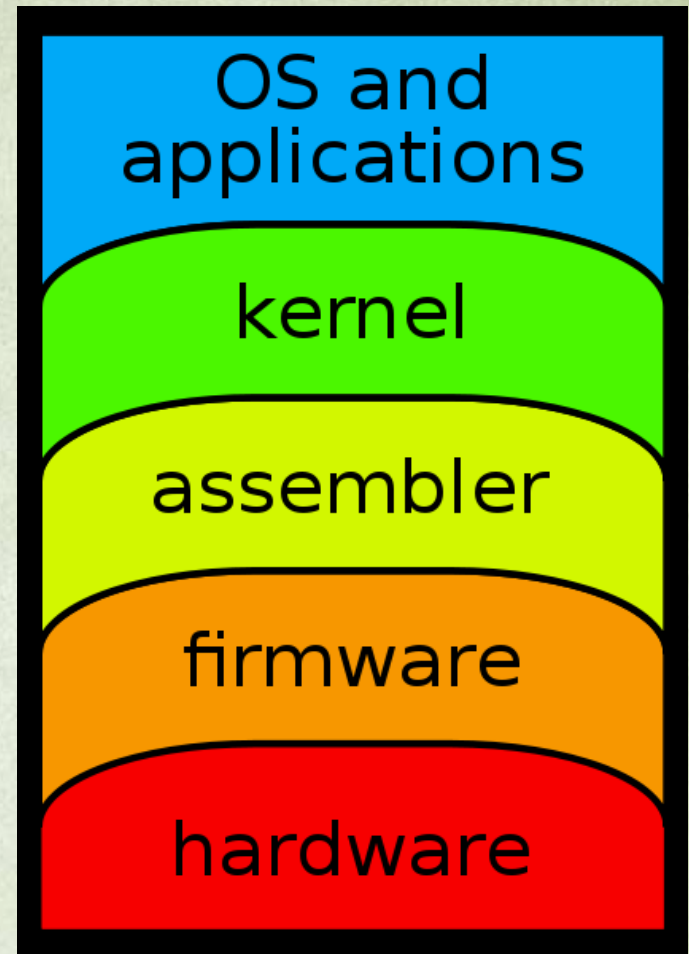 OS and
applications
kernel
assembler
firmware
hardware